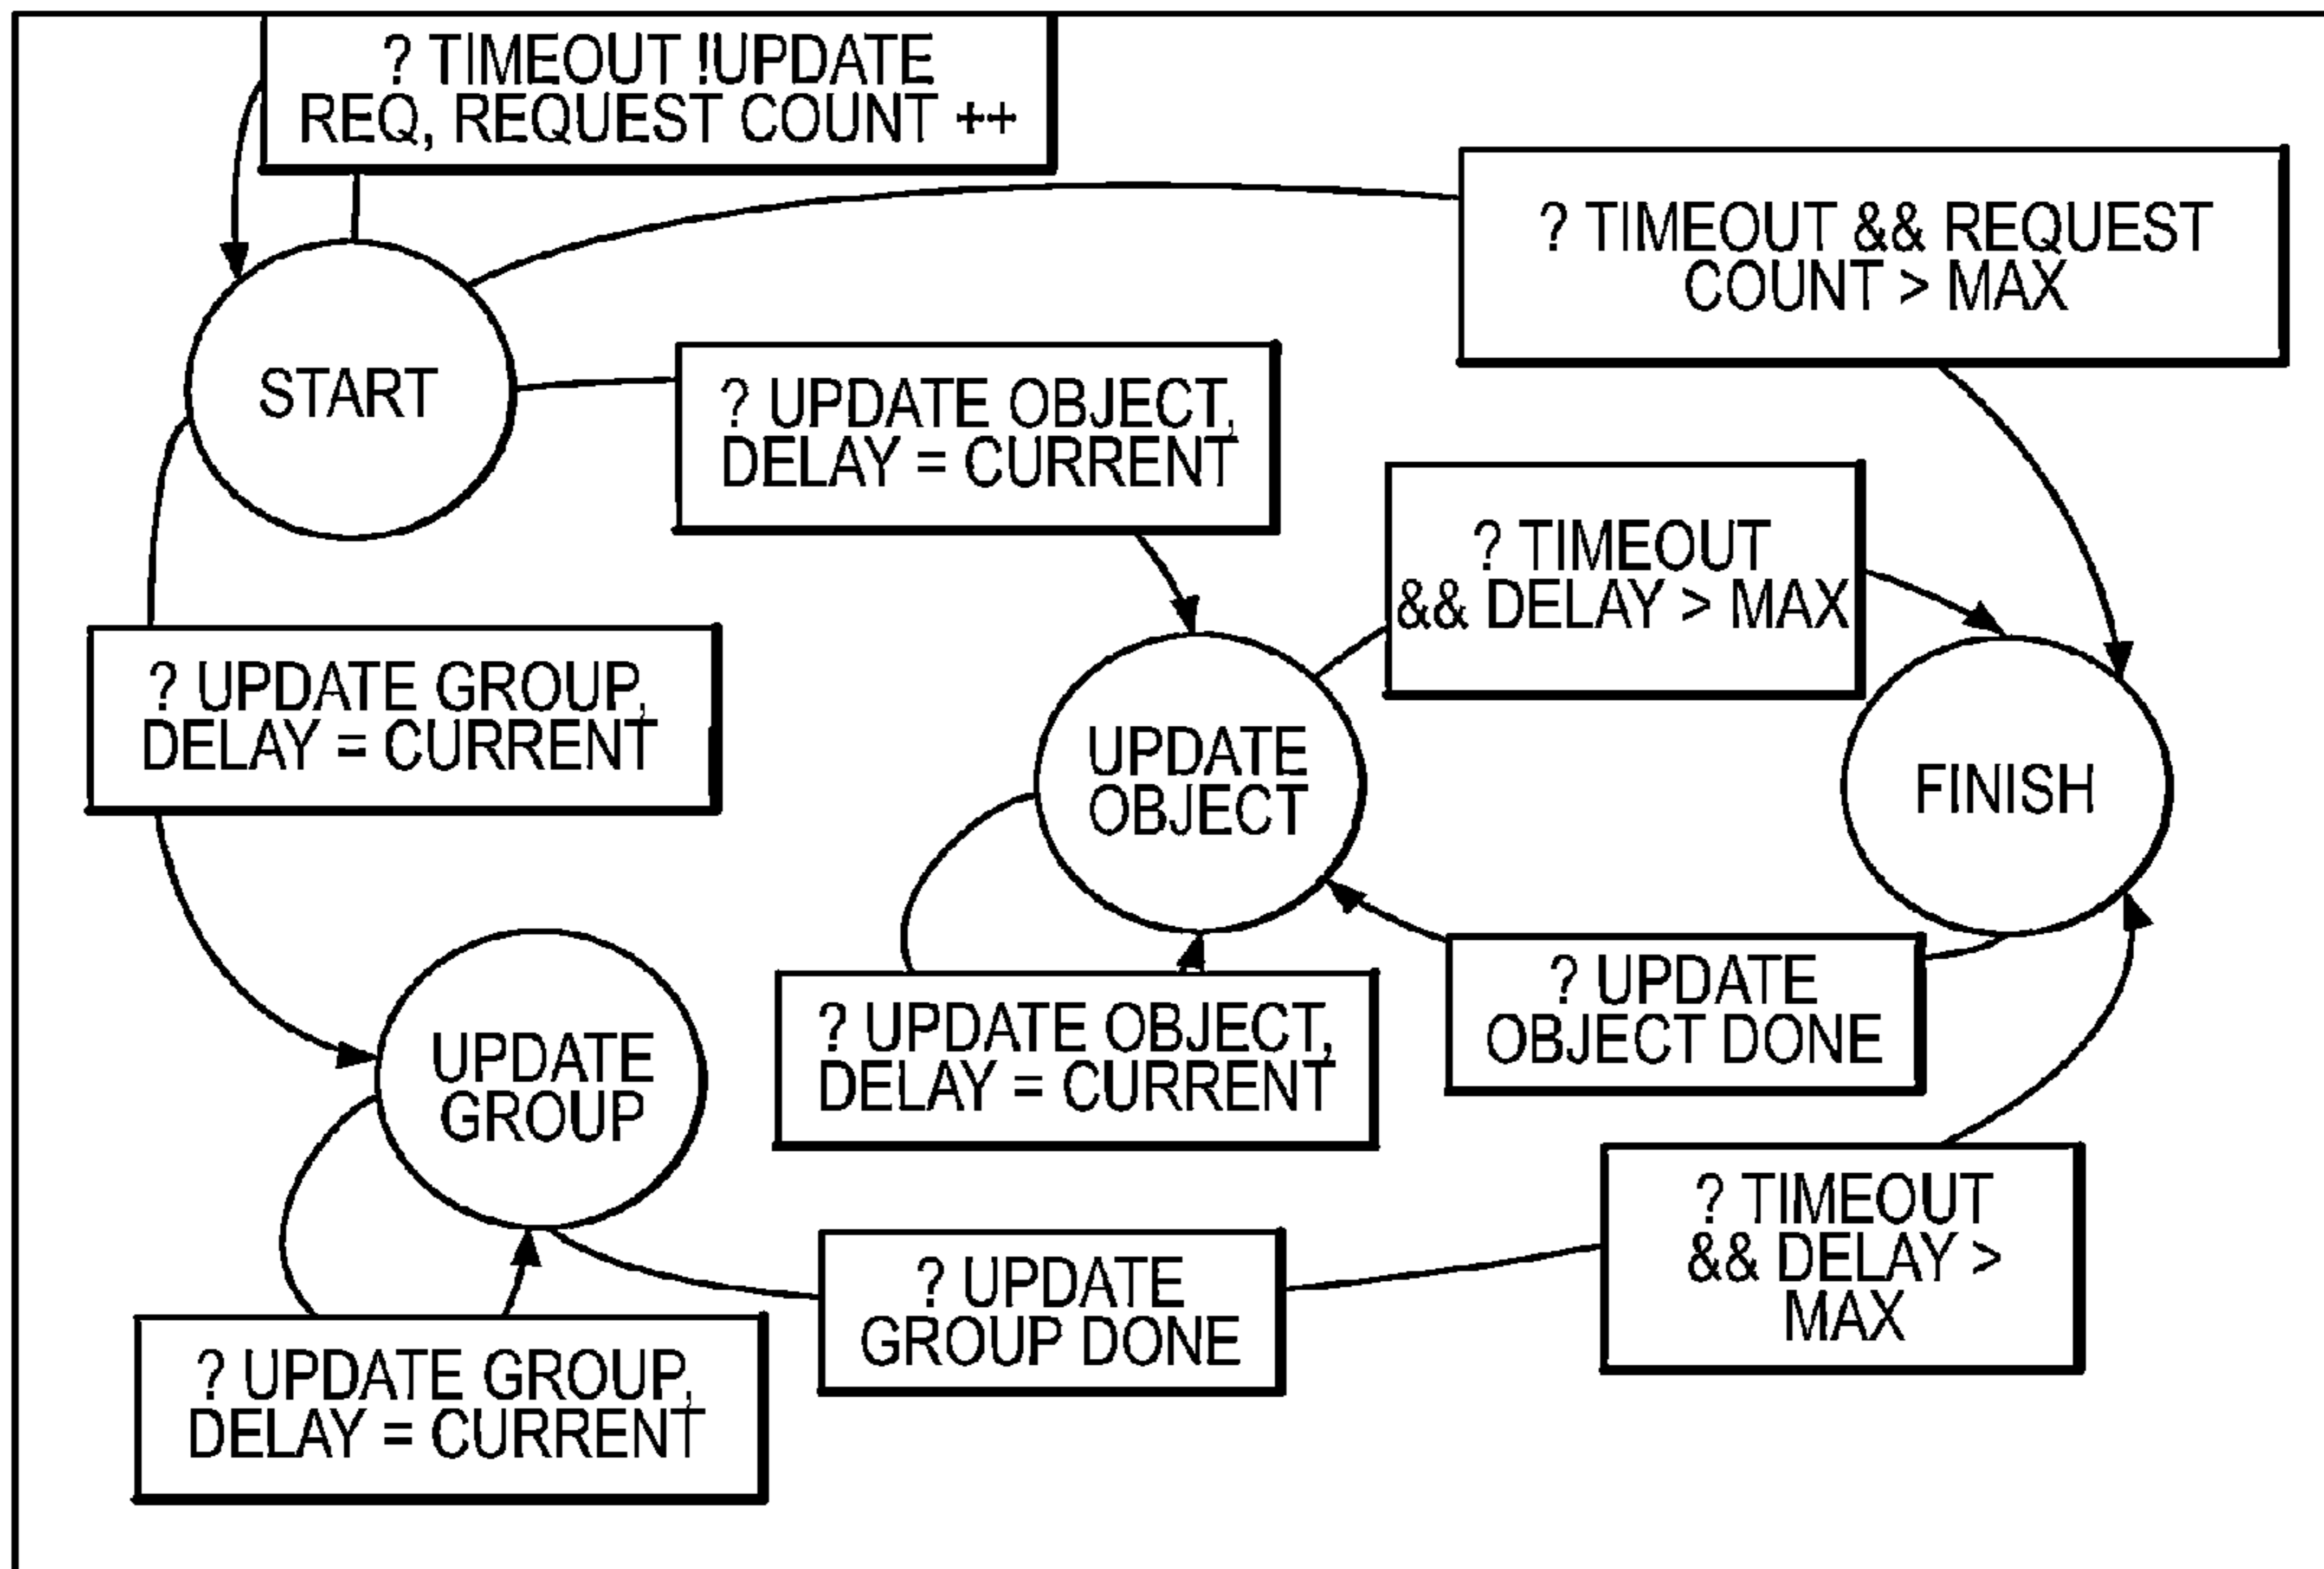 ? TIMEOUT !UPDATE
REQ, REQUEST COUNT ++
? TIMEOUT && REQUEST
COUNT > MAX
START
? UPDATE OBJECT,
DELAY = CURRENT
? TIMEOUT
&& DELAY > MAX
? UPDATE GROUP,
DELAY = CURRENT
UPDATE
OBJECT
FINISH
? UPDATE
OBJECT DONE
? UPDATE OBJECT,
DELAY = CURRENT
UPDATE
GROUP
? TIMEOUT
&& DELAY >
MAX
? UPDATE
GROUP DONE
? UPDATE GROUP,
DELAY = CURRENT